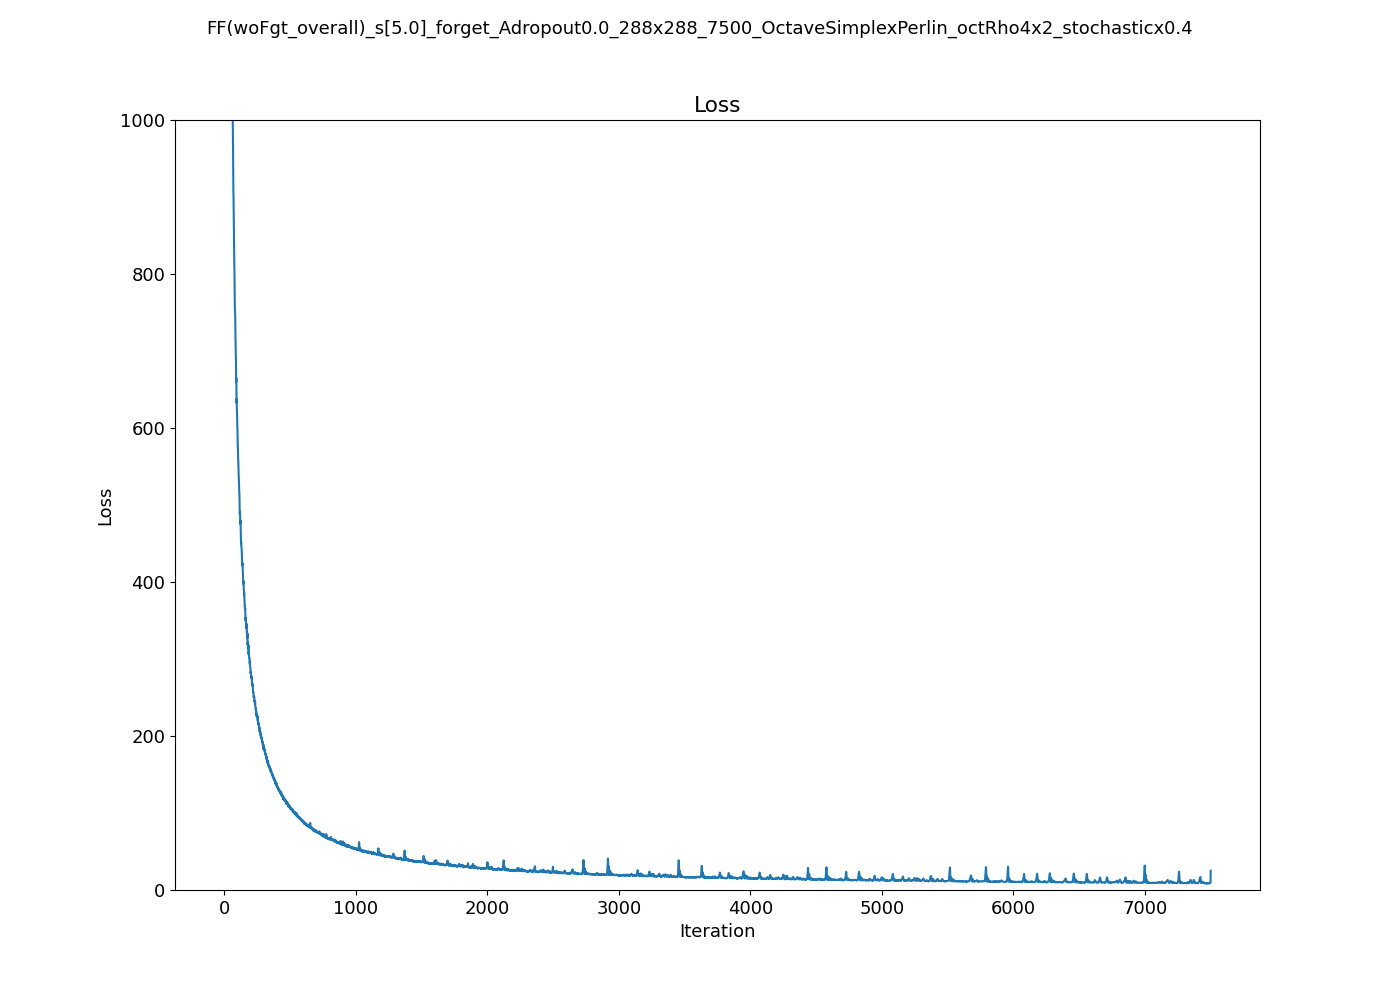 FF(woFgt_overall)_s[5.0]_forget_Adropout0.0_288x288_7500_OctaveSimplexPerlin_octRho4x2_stochasticx0.4
Loss
1000
800
600
400
200
0
Loss
0 1000 2000 3000 4000 5000 6000 7000
Iteration